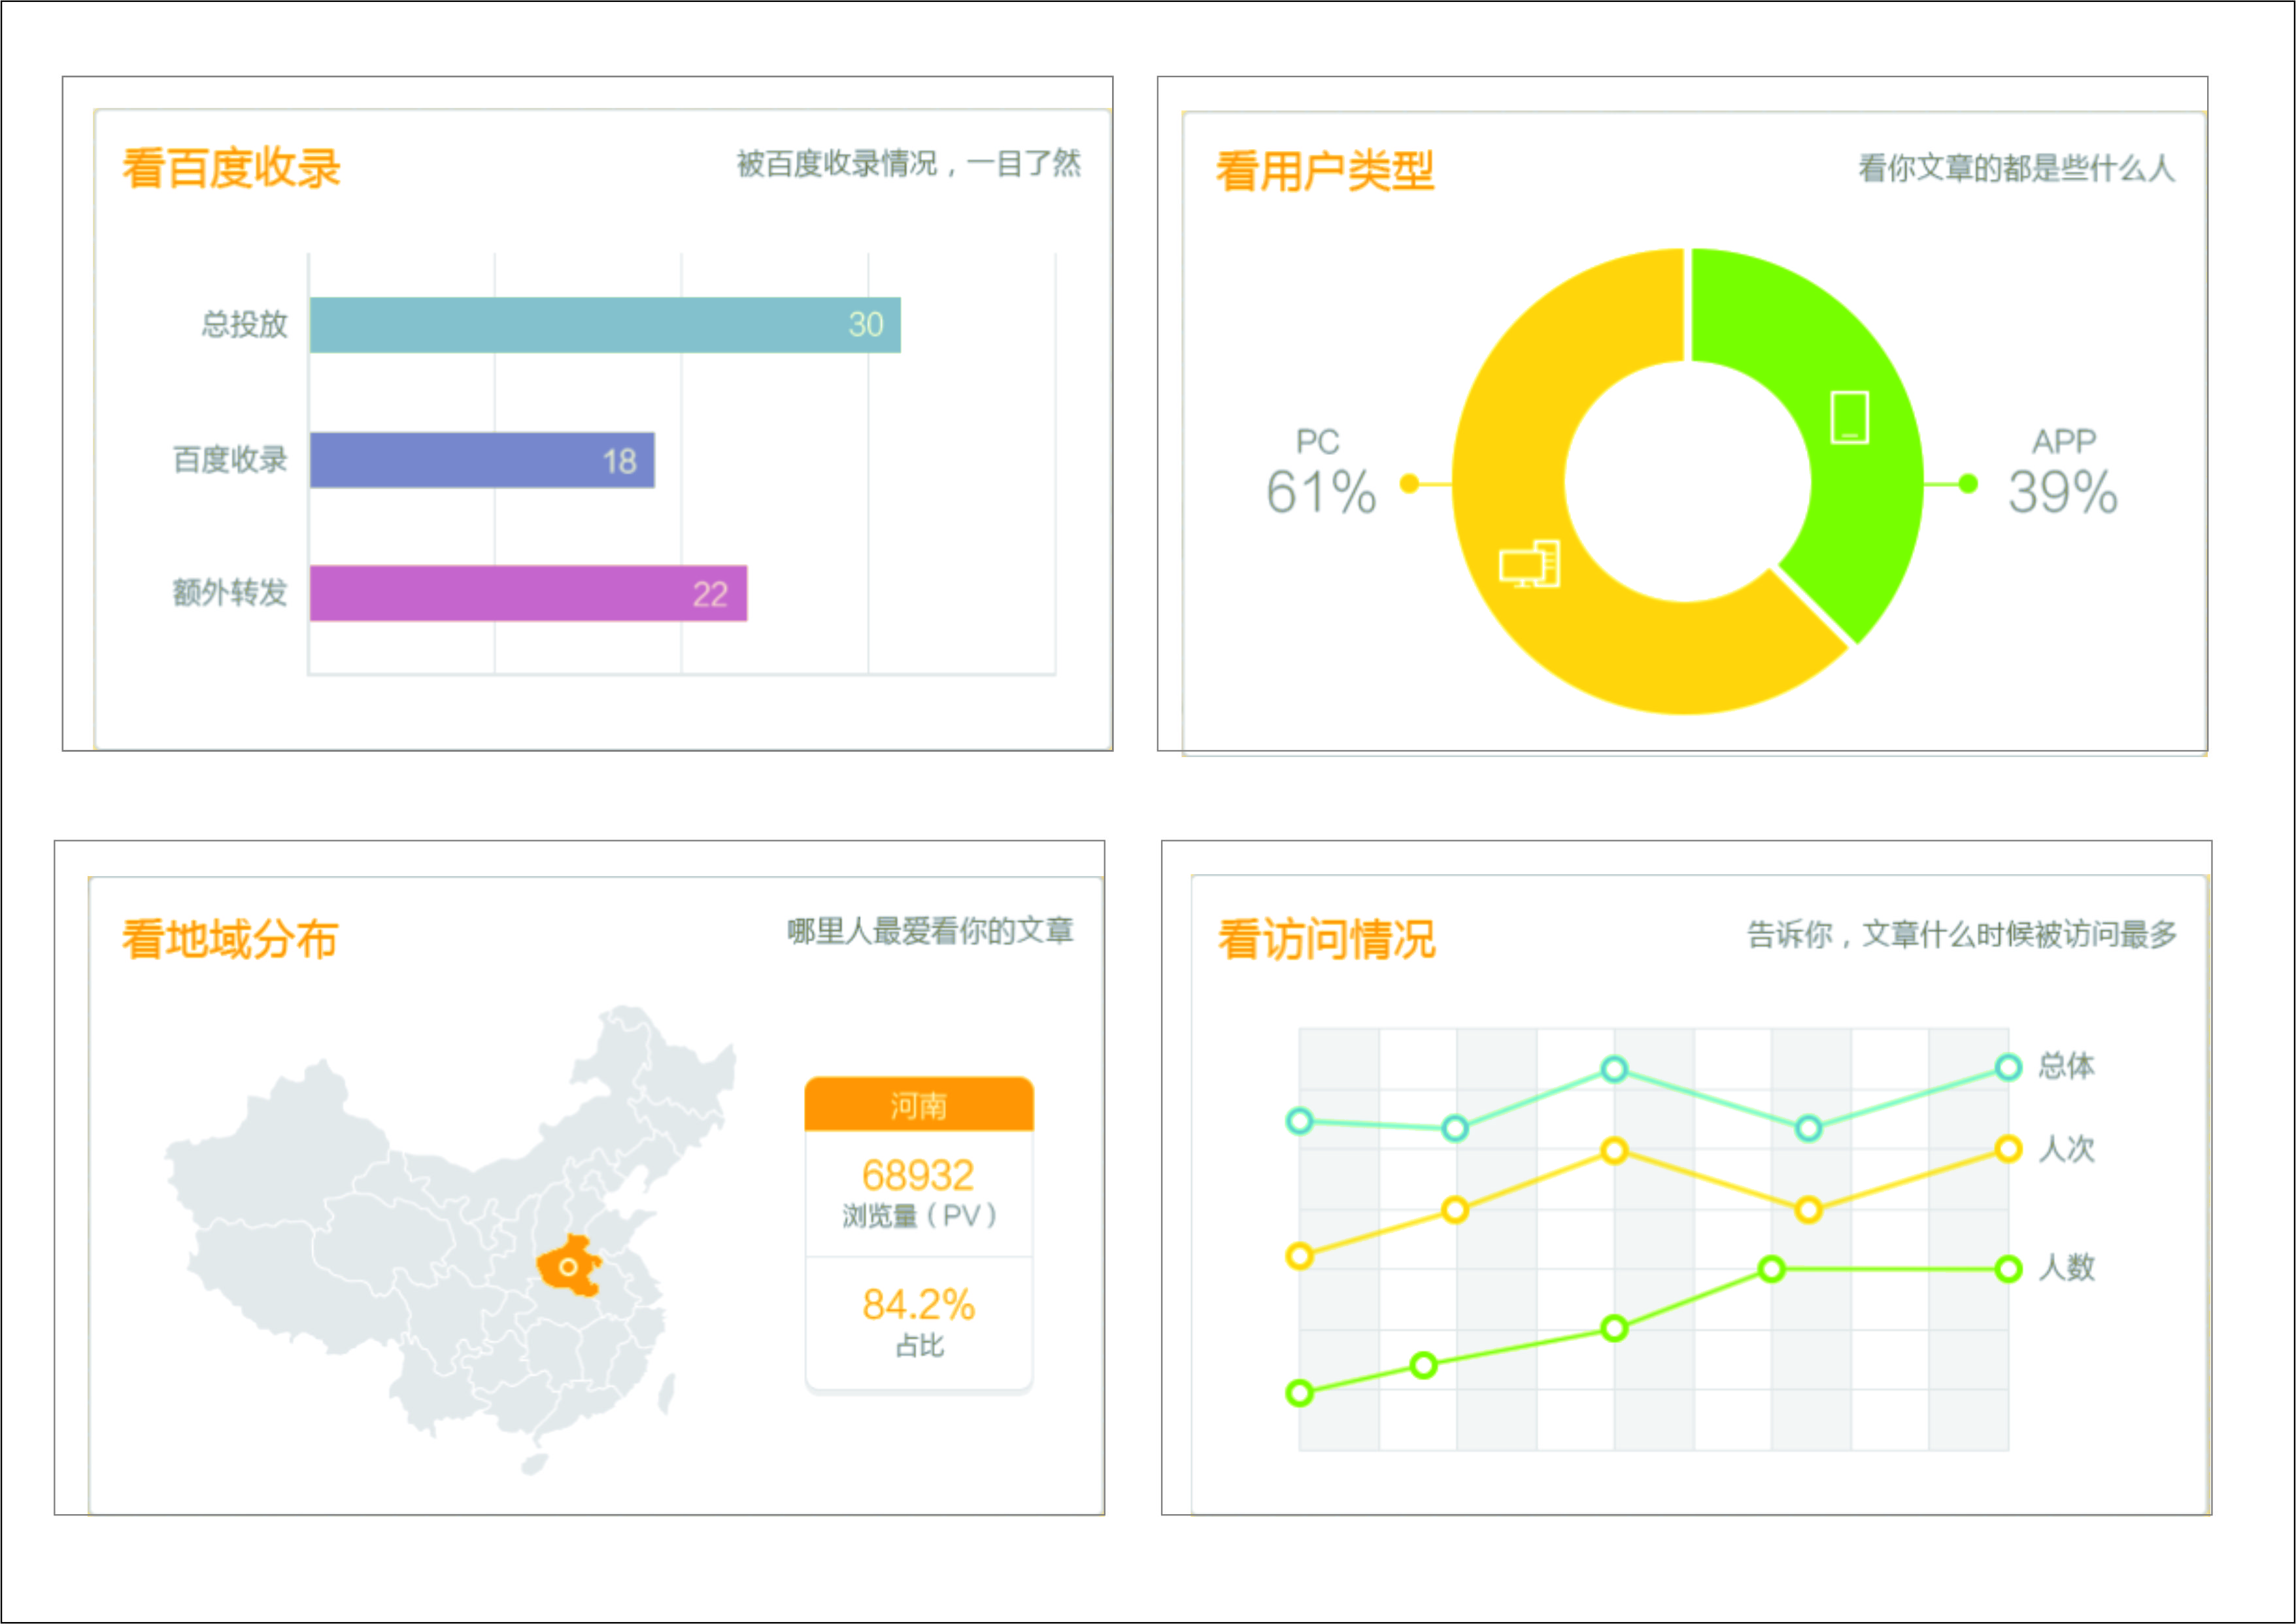 看百度收录
被百度收录情况，一目了然
总投放
30
百度收录
18
额外转发
22
看用户类型
看你文章的都是些什么人
PC
61%
APP
39%
看地域分布
哪里人最爱看你的文章
河南
68932
浏览量（PV）
84.2%
占比
看访问情况
告诉你，文章什么时候被访问最多
总体
人次
人数